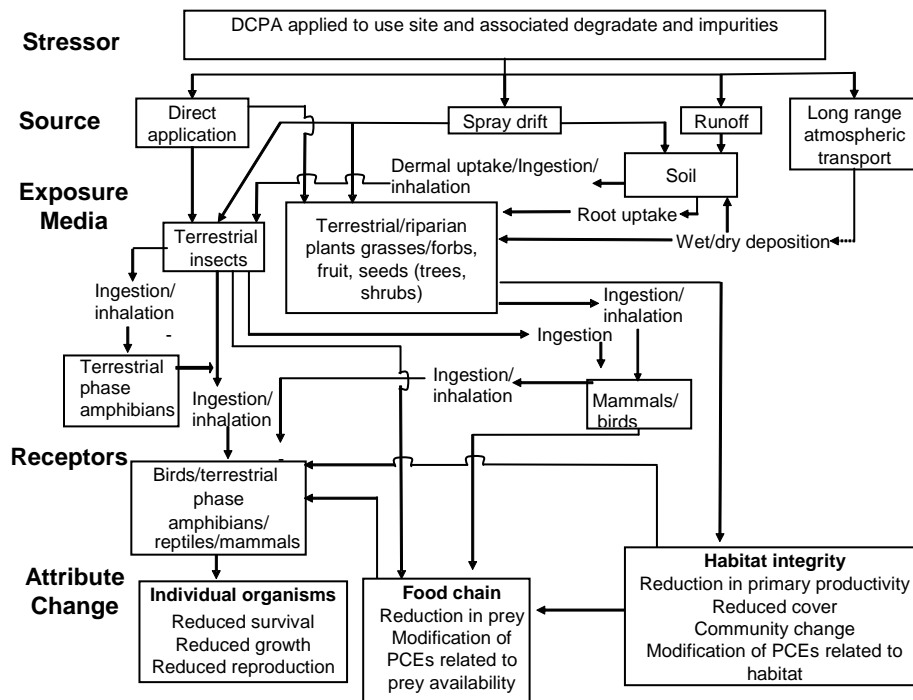 DCPA applied to use site and associated degradate and impurities
Stressor
Source
Direct
application
Spray drift
Runoff
Long range
atmospheric
transport
Exposure
Media
Dermal uptake/Ingestion/
inhalation
Soil
Root uptake
Wet/dry deposition
Terrestrial
insects
Terrestrial/riparian
plants grasses/forbs,
fruit, seeds (trees,
shrubs)
Ingestion/
inhalation
Ingestion/
inhalation
Ingestion
Terrestrial
phase
amphibians
Ingestion/
inhalation
Ingestion/
inhalation
Mammals/
birds
Receptors
Birds/terrestrial
phase
amphibians/
reptiles/mammals
Attribute
Change
Individual organisms
Reduced survival
Reduced growth
Reduced reproduction
Food chain
Reduction in prey
Modification of
PCEs related to
prey availability
Habitat integrity
Reduction in primary productivity
Reduced cover
Community change
Modification of PCEs related to
habitat